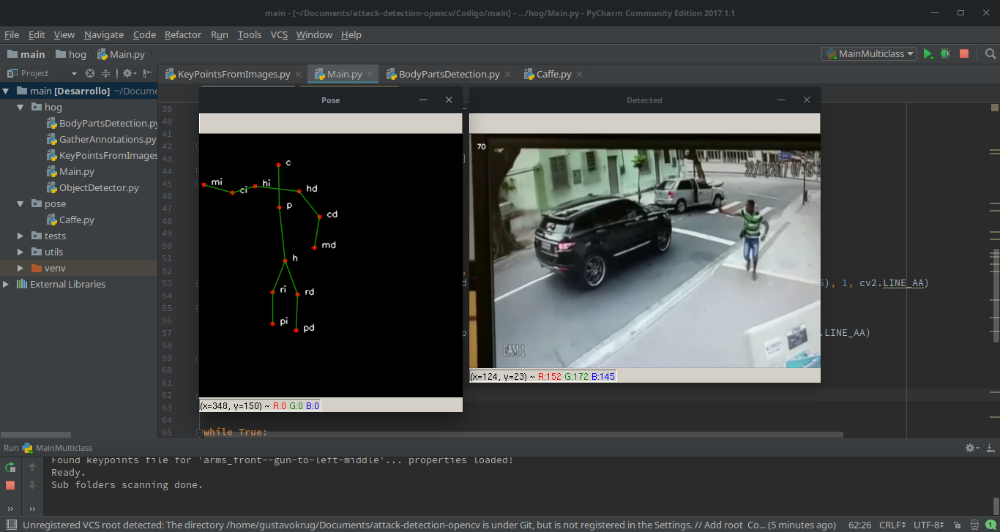 main - [~/Documents/attack-detection-opencv/Codigo/main] - .../hog/Main.py - PyCharm Community Edition 2017.1.1
File Edit View Navigate Code Refactor Run Tools VCS Window Help
main hog Main.py MainMulticlass
Project KeyPointsFromImages.py Main.py BodyPartsDetection.py Caffe.py
main [Desarrollo] ~/Docume
hog
BodyPartsDetection.py
GatherAnnotations.py
KeyPointsFromImages
Main.py
ObjectDetector.py
pose
Caffe.py
tests
utils
venv
External Libraries
39
40
41
42
43
44
45
46
47
48
49
50
51
52
53
54
55
56
57
58
59
60
61
62
63
64
65
Pose
c
mi
ci
hi
hd
p
cd
md
h
ri
rd
pi
pd
(x=348, y=150) ~ R:0 G:0 B:0
Detected
70
CAM 1
(x=124, y=23) ~ R:152 G:172 B:145
), 1, cv2.LINE_AA)
.LINE_AA)
while True:
Run MainMulticlass
Found keypoints file for 'arms_front--gun-to-left-middle'... properties loaded!
Ready.
Sub folders scanning done.
Unregistered VCS root detected: The directory /home/gustavokrug/Documents/attack-detection-opencv is under Git, but is not registered in the Settings. // Add root Co... (5 minutes ago) 62:26 CRLF UTF-8 1